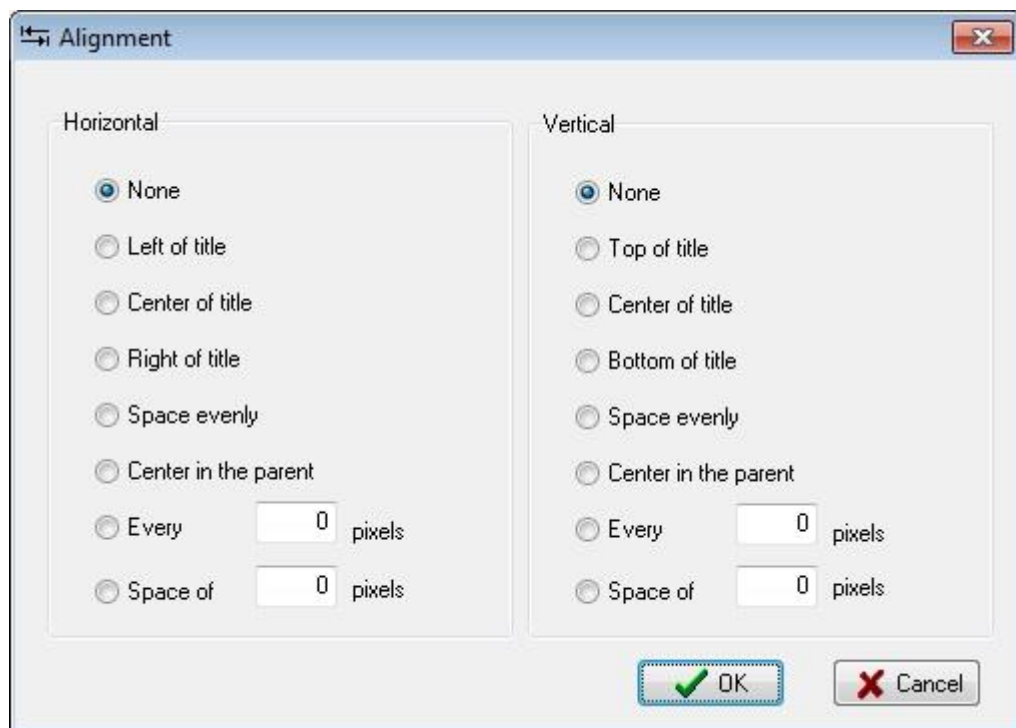 Alignment
Horizontal
None
Left of title
Center of title
Right of title
Space evenly
Center in the parent
Every 0 pixels
Space of 0 pixels
Vertical
None
Top of title
Center of title
Bottom of title
Space evenly
Center in the parent
Every 0 pixels
Space of 0 pixels
OK
Cancel